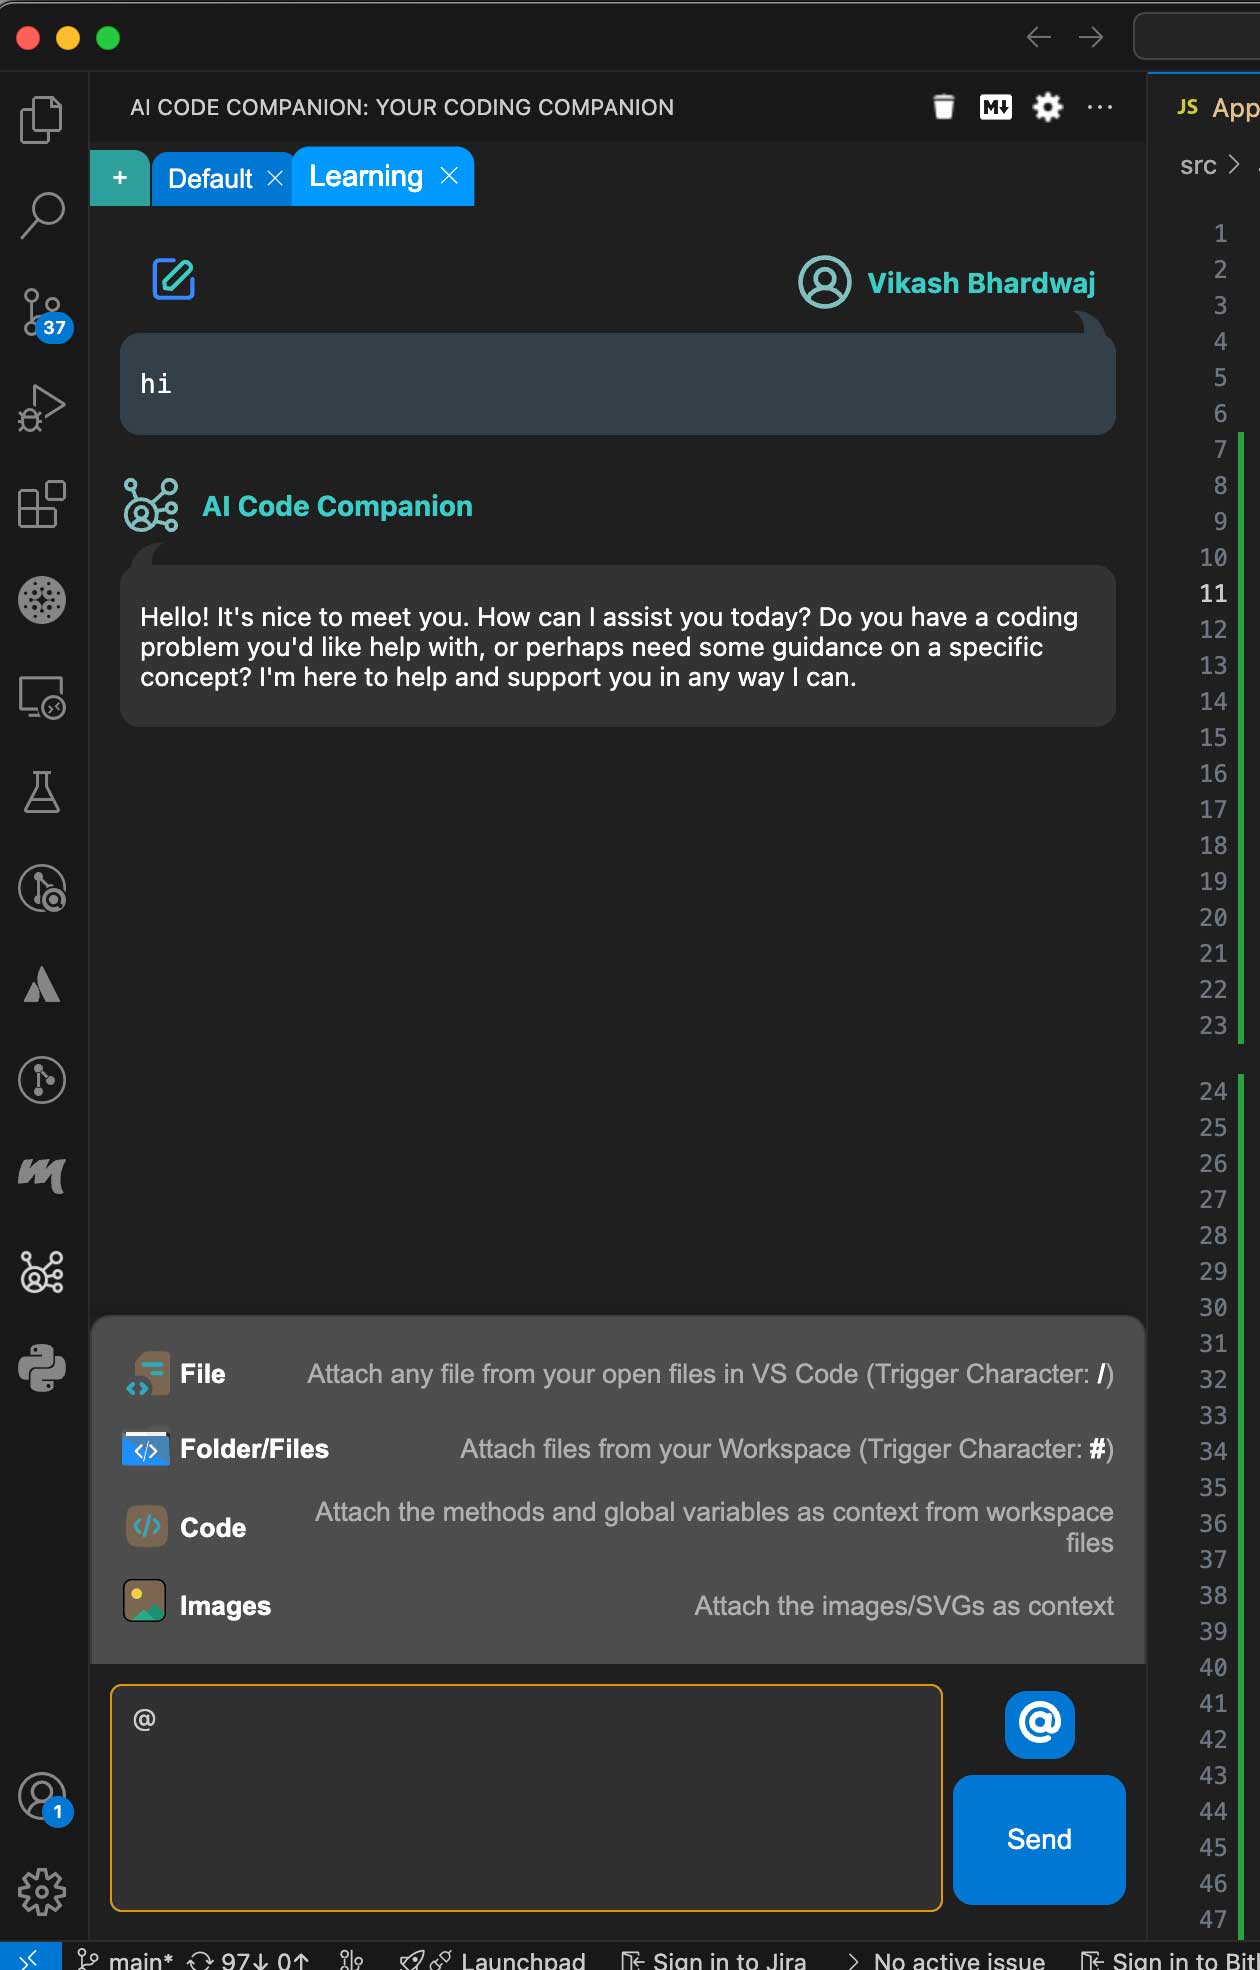 AI CODE COMPANION: YOUR CODING COMPANION
M↓
JS App
+
Default
Learning
src >
Vikash Bhardwaj
37
hi
AI Code Companion
Hello! It's nice to meet you. How can I assist you today? Do you have a coding
problem you'd like help with, or perhaps need some guidance on a specific
concept? I'm here to help and support you in any way I can.
File
Attach any file from your open files in VS Code (Trigger Character: /)
Folder/Files
Attach files from your Workspace (Trigger Character: #)
Code
Attach the methods and global variables as context from workspace
files
Images
Attach the images/SVGs as context
@
@
Send
1
1
2
3
4
5
6
7
8
9
10
11
12
13
14
15
16
17
18
19
20
21
22
23
24
25
26
27
28
29
30
31
32
33
34
35
36
37
38
39
40
41
42
43
44
45
46
47
main* 97↓ 0↑ Launchpad Sign in to Jira > No active issue Sign in to Bit